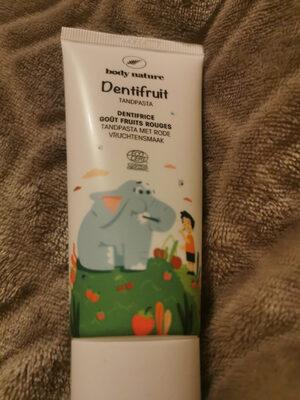 body nature
Dentifruit
TANDPASTA
DENTIFRICE
GOÛT FRUITS ROUGES
TANDPASTA MET RODE
VRUCHTENSMAAK